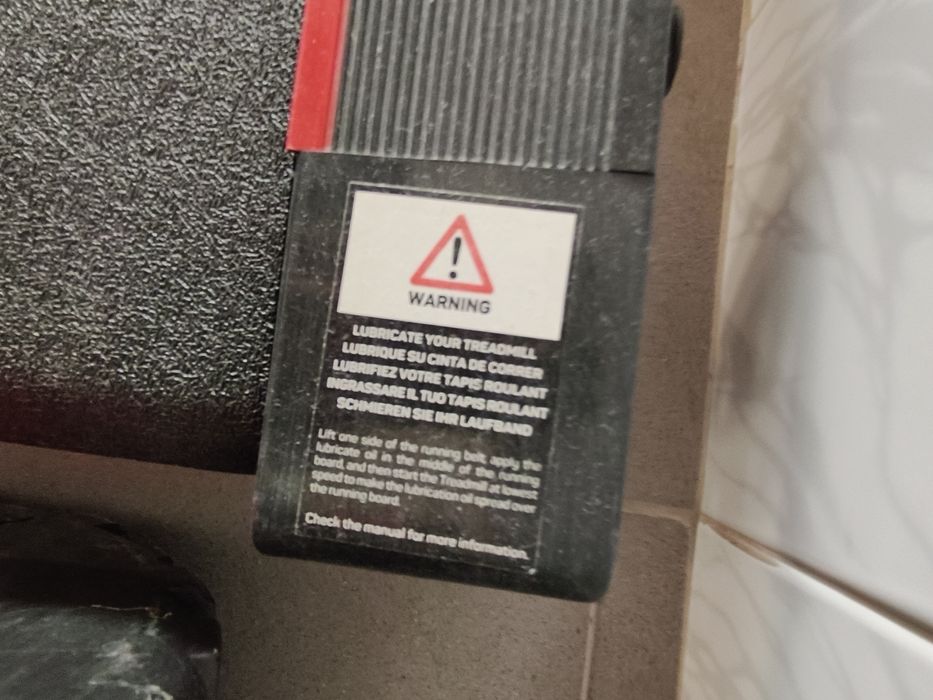 WARNING
LUBRICATE YOUR TREADMILL
LUBRIQUE SU CINTA DE CORRER
LUBRIFIEZ VOTRE TAPIS ROULANT
INGRASSARE IL TUO TAPIS ROULANT
SCHMIEREN SIE IHR LAUFBAND
Lift one side of the running belt, apply the
lubricate oil in the middle of the running
board, and then start the Treadmill at lowest
speed to make the lubrication oil spread over
the running board.
Check the manual for more information.